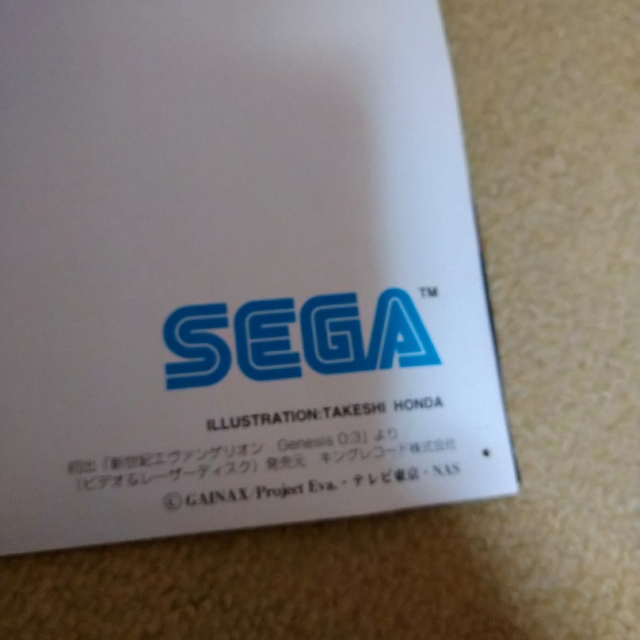 SEGA™
ILLUSTRATION:TAKESHI HONDA
初出「新世紀エヴァンゲリオン Genesis 0:3」より
(ビデオ&レーザーディスク) 発売元 キングレコード株式会社
©GAINAX/Project Eva.・テレビ東京・NAS